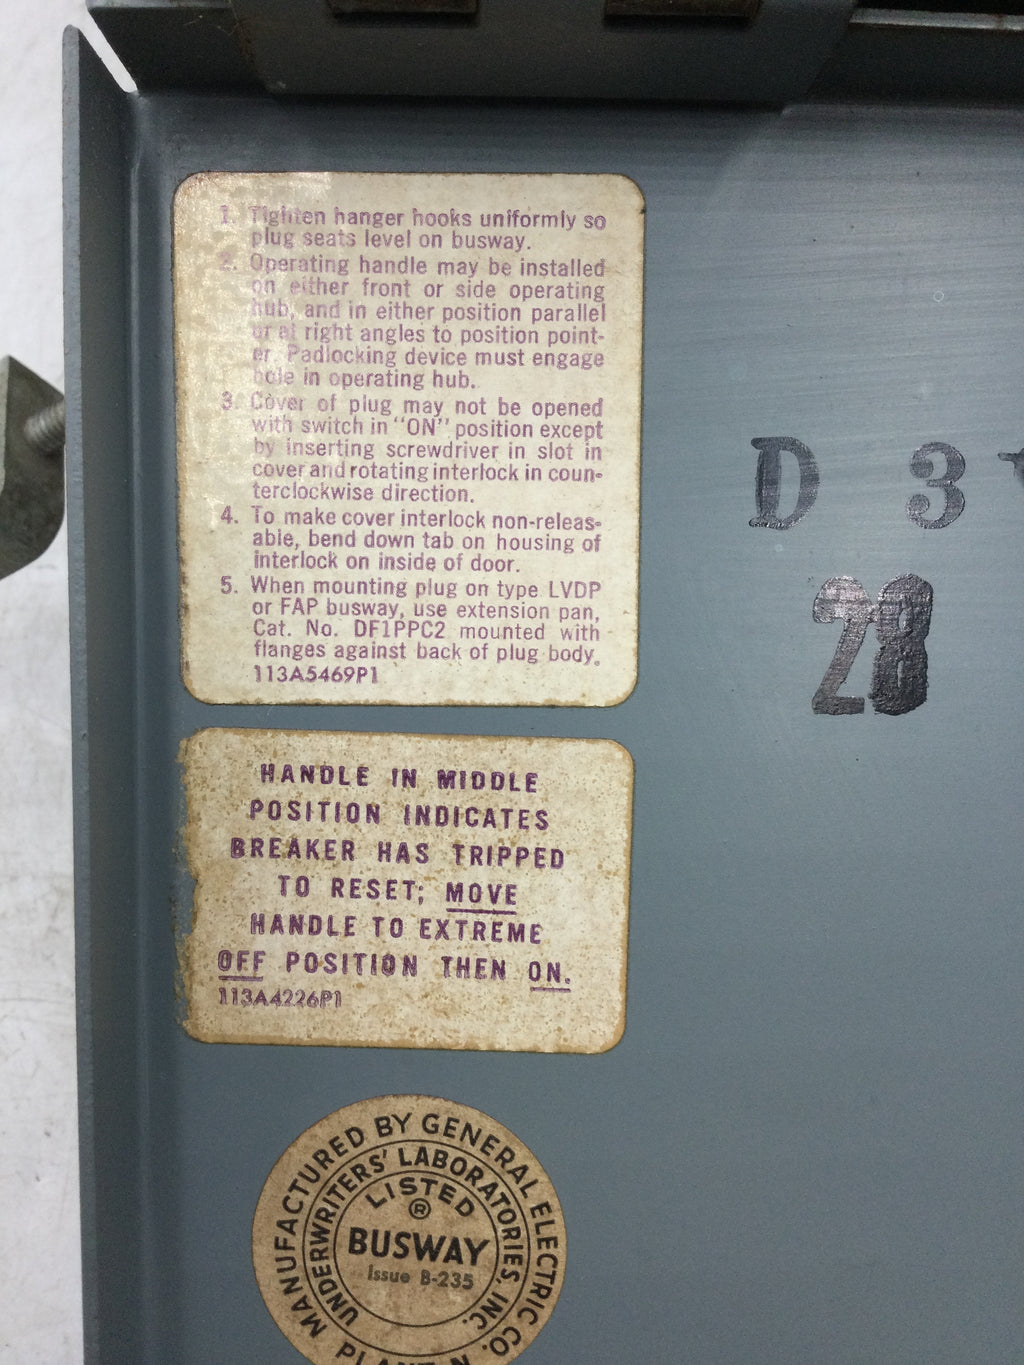 1. Tighten hanger hooks uniformly so
plug seats level on busway.
2. Operating handle may be installed
on either front or side operating
hub, and in either position parallel
or at right angles to position point-
er. Padlocking device must engage
hole in operating hub.
3. Cover of plug may not be opened
with switch in "ON" position except
by inserting screwdriver in slot in
cover and rotating interlock in coun-
terclockwise direction.
4. To make cover interlock non-releas-
able, bend down tab on housing of
interlock on inside of door.
5. When mounting plug on type LVDP
or FAP busway, use extension pan,
Cat. No. DF1PPC2 mounted with
flanges against back of plug body.
113A5469P1
D 3
28
HANDLE IN MIDDLE
POSITION INDICATES
BREAKER HAS TRIPPED
TO RESET; MOVE
HANDLE TO EXTREME
OFF POSITION THEN ON.
113A4226P1
MANUFACTURED BY GENERAL ELECTRIC CO.
UNDERWRITERS' LABORATORIES, INC.
LISTED
®
BUSWAY
Issue B-235